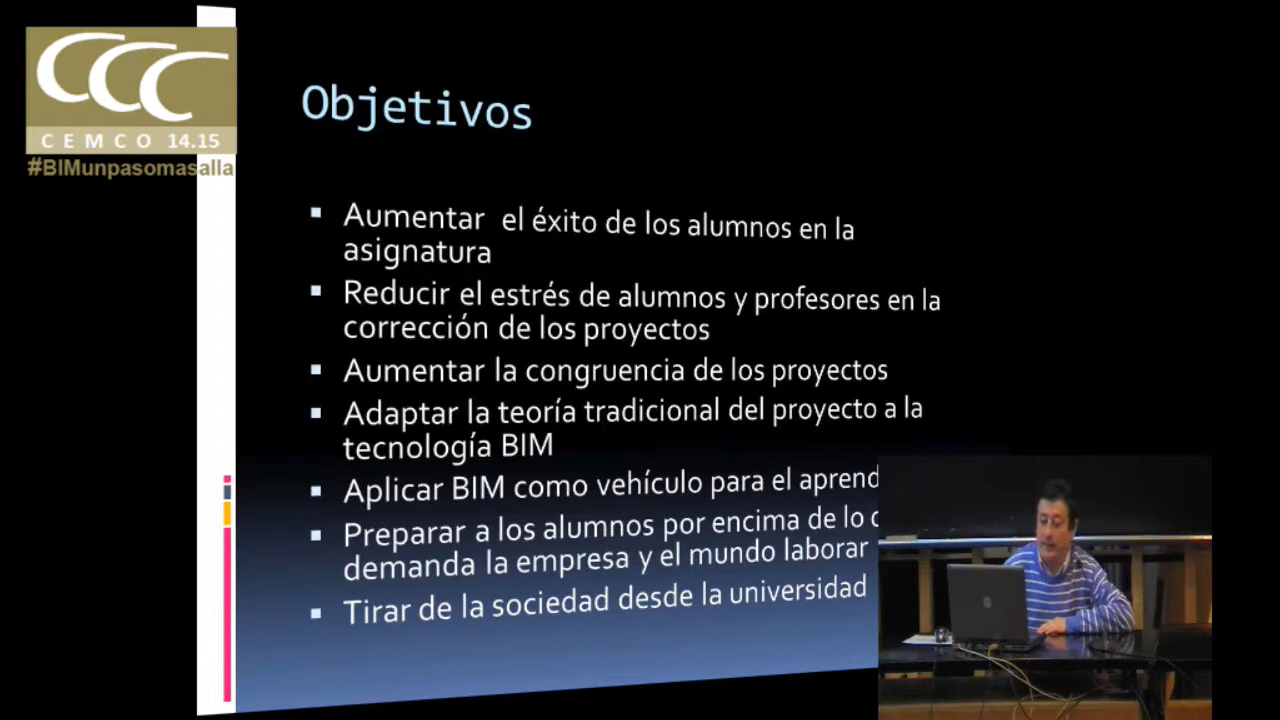 CCC
CEMCO 14.15
#BIMunpasomasalla
Objetivos
Aumentar el éxito de los alumnos en la
asignatura
Reducir el estrés de alumnos y profesores en la
corrección de los proyectos
Aumentar la congruencia de los proyectos
Adaptar la teoría tradicional del proyecto a la
tecnología BIM
Aplicar BIM como vehículo para el aprend
Preparar a los alumnos por encima de lo
demanda la empresa y el mundo laborar
Tirar de la sociedad desde la universidad